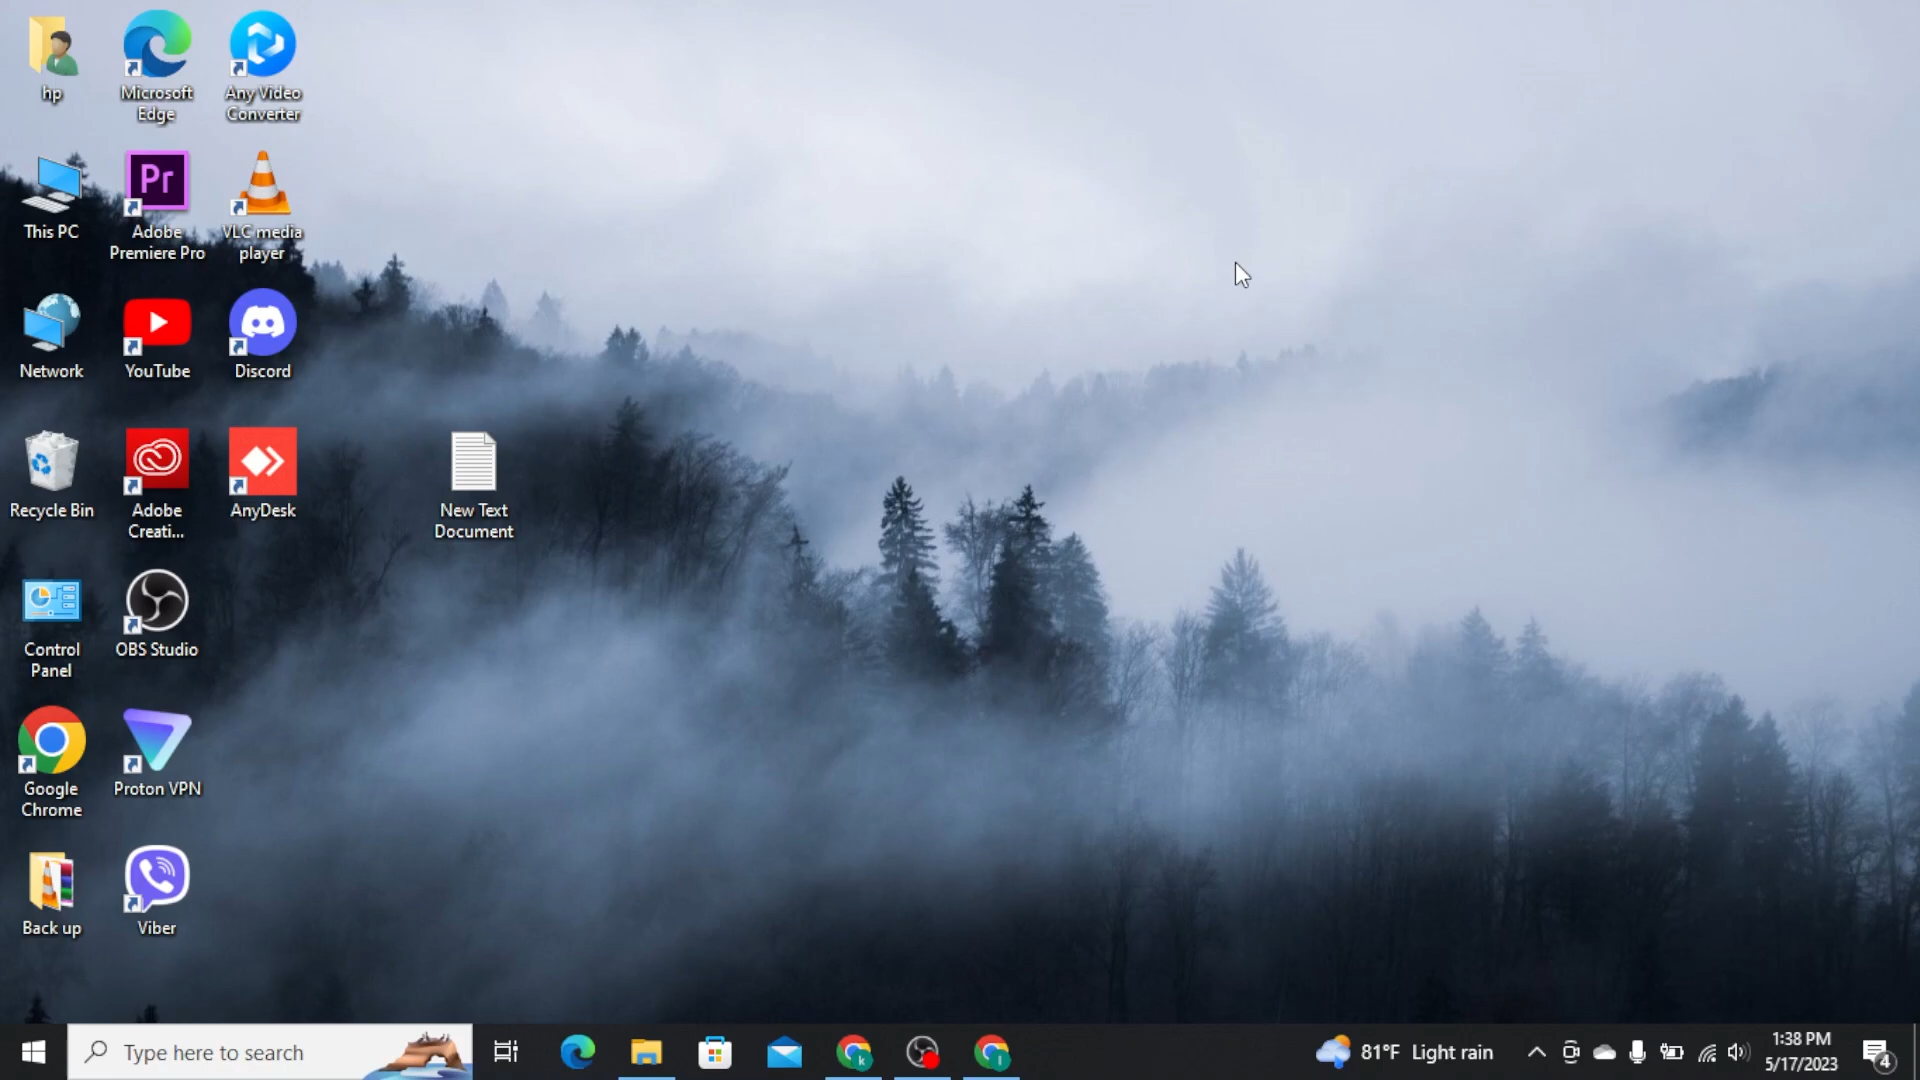 hp
Microsoft
Edge
Any Video
Converter
This PC
Pr
Adobe
Premiere Pro
VLC media
player
Network
YouTube
Discord
Recycle Bin
Adobe
Creati...
AnyDesk
New Text
Document
Control
Panel
OBS Studio
Google
Chrome
Proton VPN
Back up
Viber
Type here to search
k
l
81°F Light rain
1:38 PM
5/17/2023
4